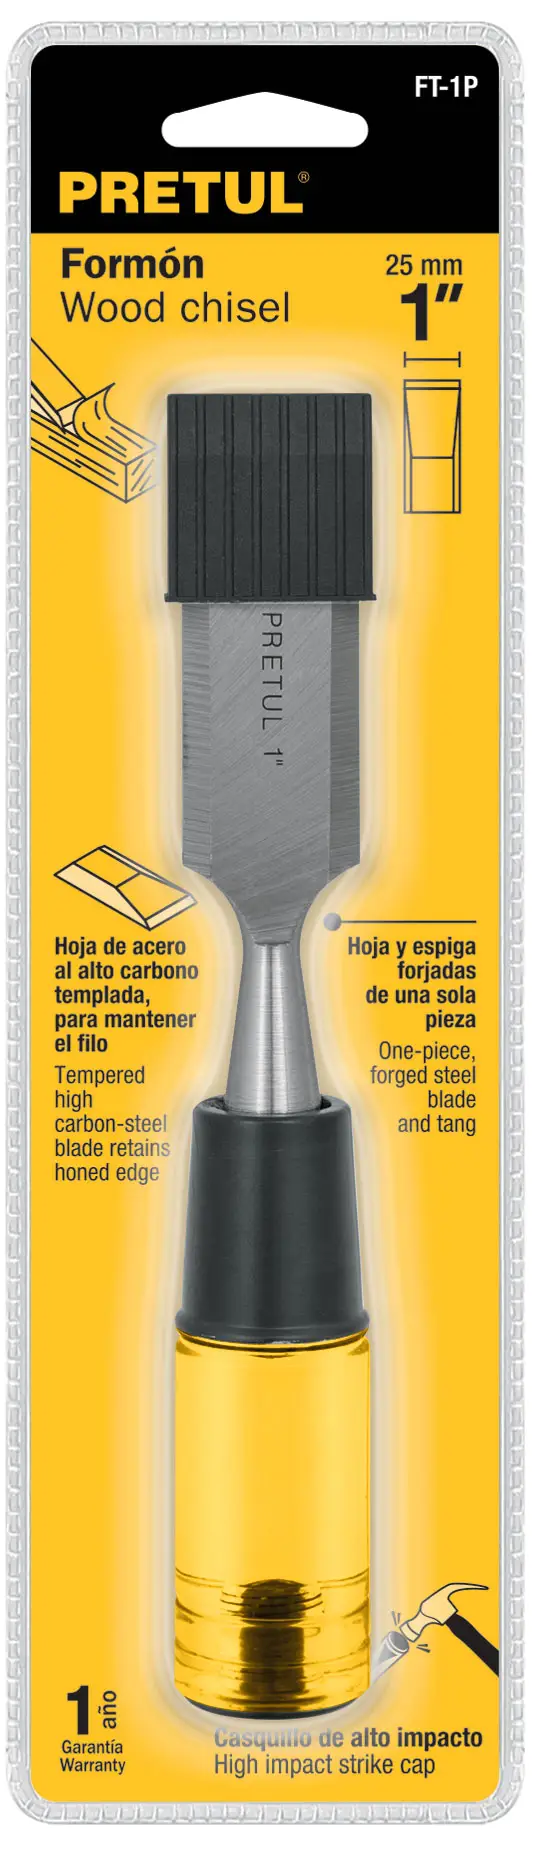 FT-1P
PRETUL®
Formón
Wood chisel
25 mm
1"
PRETUL 1"
Hoja de acero
al alto carbono
templada,
para mantener
el filo
Tempered
high
carbon-steel
blade retains
honed edge
Hoja y espiga
forjadas
de una sola
pieza
One-piece,
forged steel
blade
and tang
1 año
Garantía
Warranty
Casquillo de alto impacto
High impact strike cap